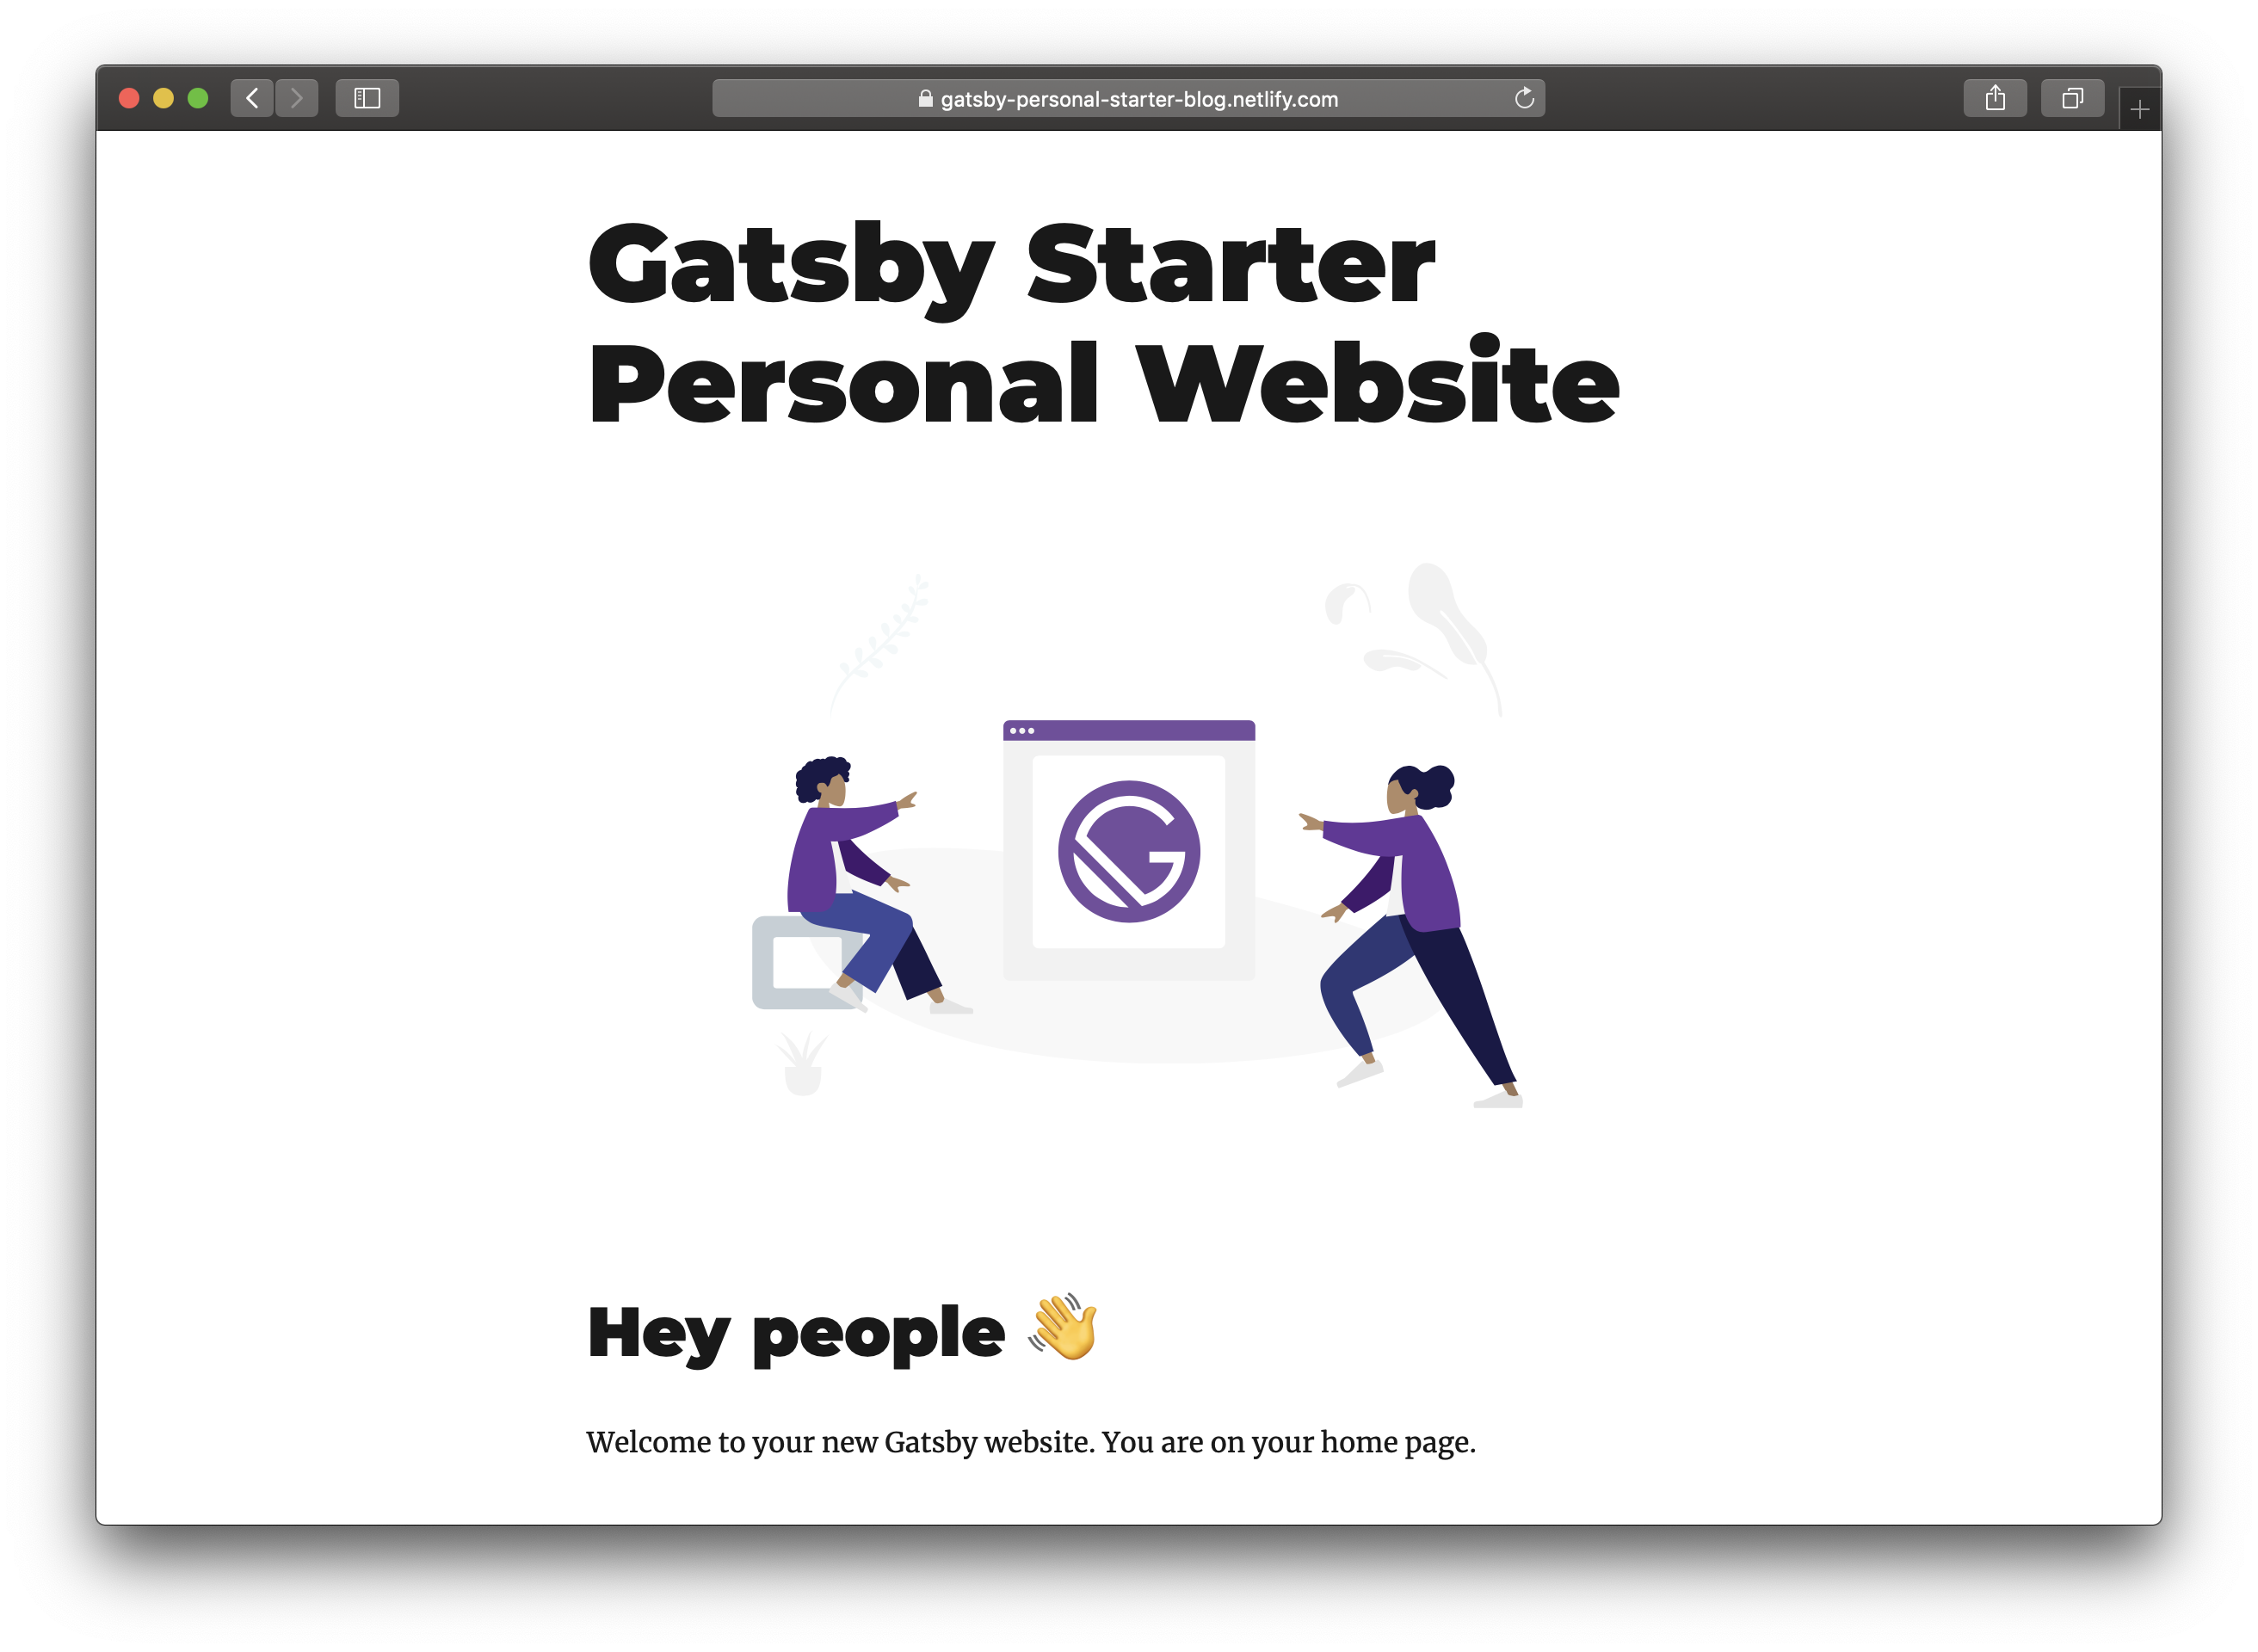 gatsby-personal-starter-blog.netlify.com
Gatsby Starter
Personal Website
Hey people 👋
Welcome to your new Gatsby website. You are on your home page.